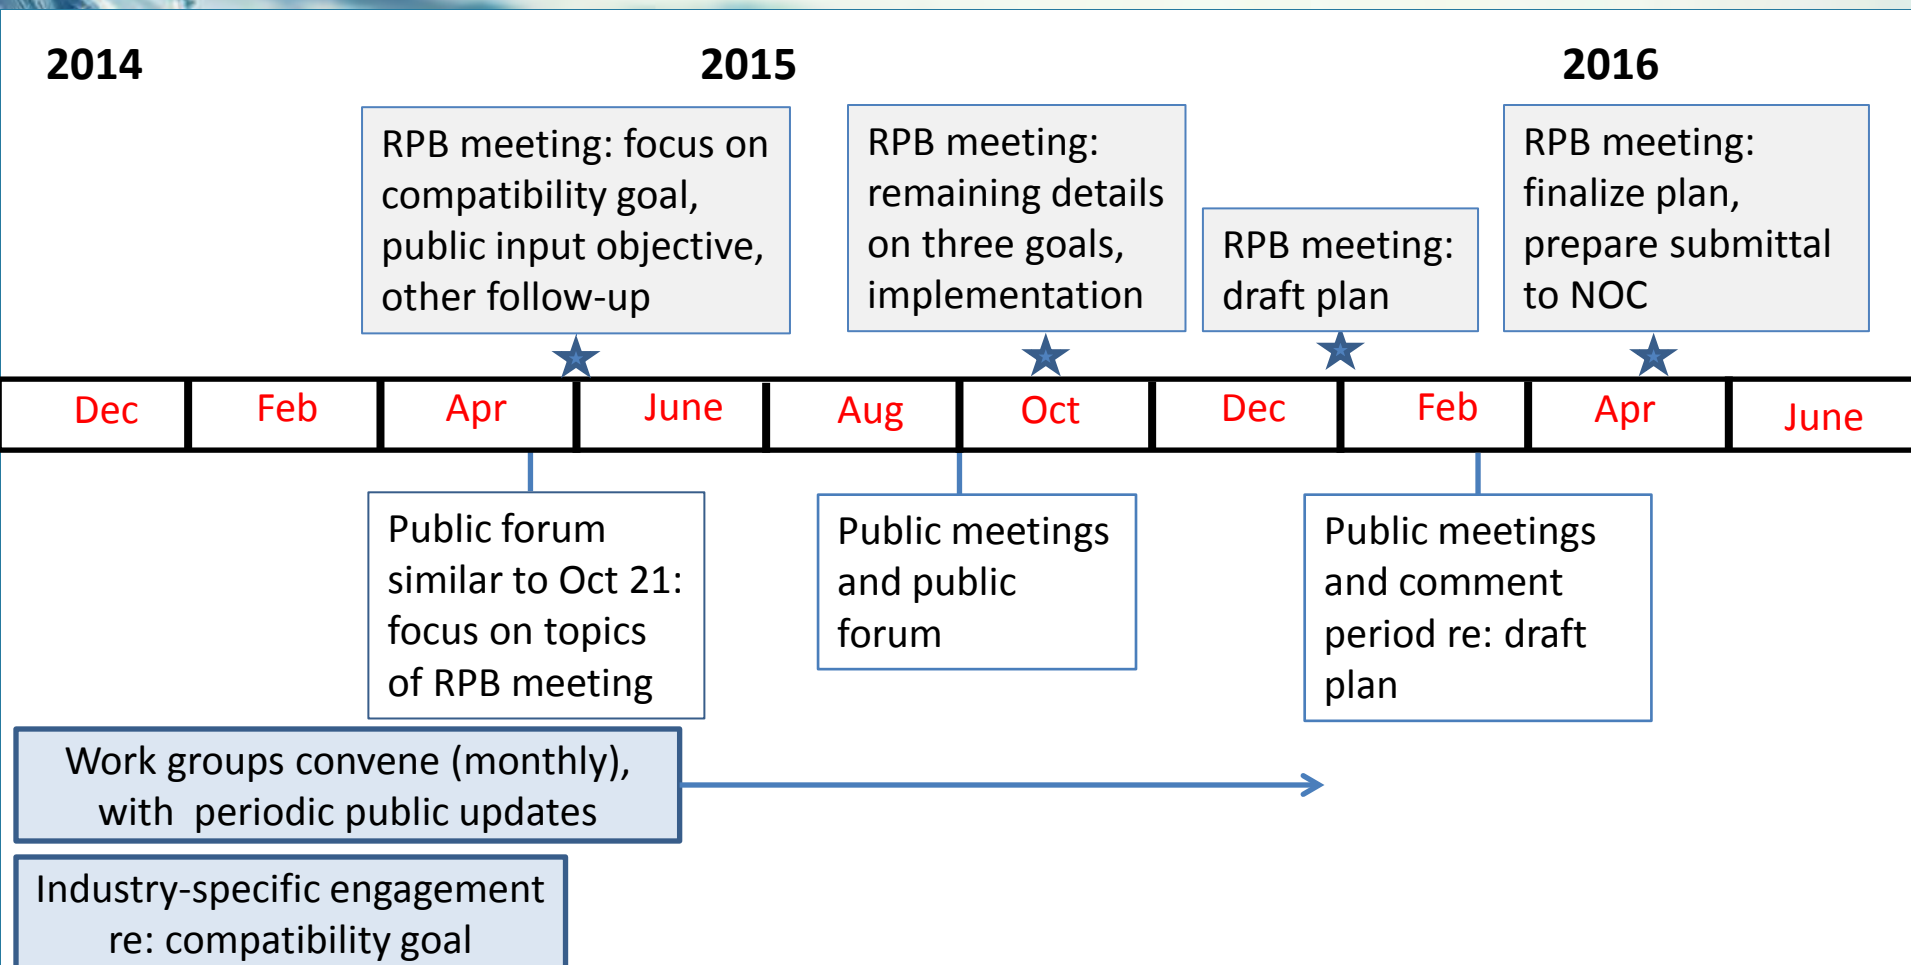 2014
2015
2016
RPB meeting: focus on
compatibility goal,
public input objective,
other follow-up
RPB meeting:
remaining details
on three goals,
implementation
RPB meeting:
draft plan
RPB meeting:
finalize plan,
prepare submittal
to NOC
Dec
Feb
Apr
June
Aug
Oct
Dec
Feb
Apr
June
Public forum
similar to Oct 21:
focus on topics
of RPB meeting
Public meetings
and public
forum
Public meetings
and comment
period re: draft
plan
Work groups convene (monthly),
with periodic public updates
Industry-specific engagement
re: compatibility goal